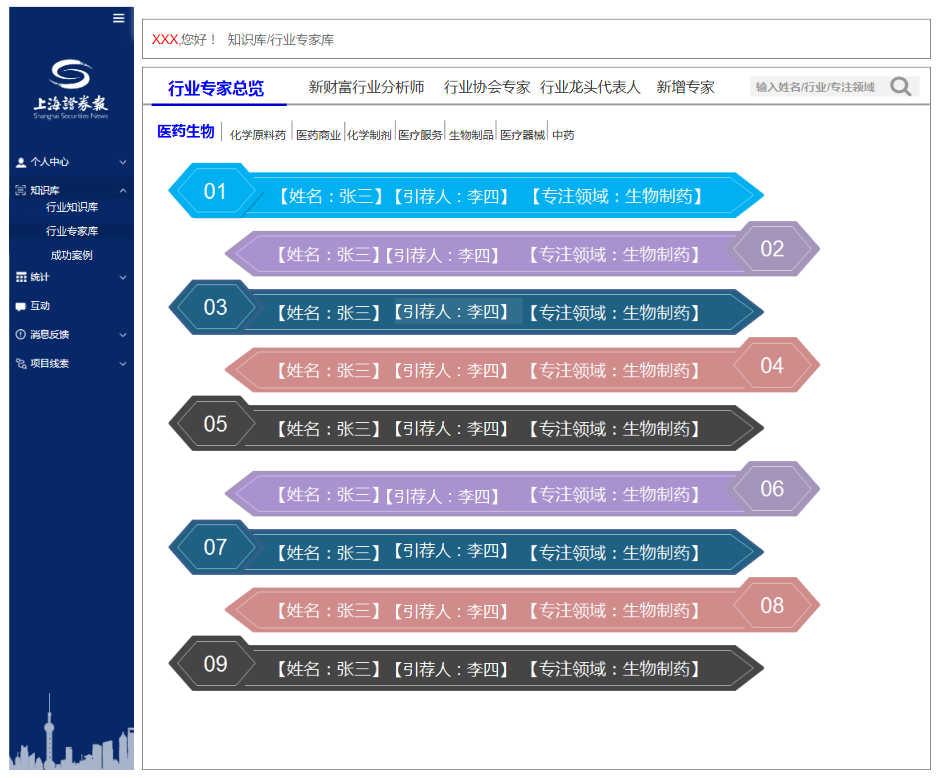 上海證券報
Shanghai Securities News
个人中心
知识库
行业知识库
行业专家库
成功案例
统计
互动
消息反馈
项目线索
XXX,您好！ 知识库/行业专家库
行业专家总览 新财富行业分析师 行业协会专家 行业龙头代表人 新增专家 输入姓名/行业/专注领域
医药生物 化学原料药 医药商业 化学制剂 医疗服务 生物制品 医疗器械 中药
01 【姓名：张三】【引荐人：李四】 【专注领域：生物制药】
【姓名：张三】【引荐人：李四】 【专注领域：生物制药】 02
03 【姓名：张三】【引荐人：李四】 【专注领域：生物制药】
【姓名：张三】【引荐人：李四】 【专注领域：生物制药】 04
05 【姓名：张三】【引荐人：李四】 【专注领域：生物制药】
【姓名：张三】【引荐人：李四】 【专注领域：生物制药】 06
07 【姓名：张三】【引荐人：李四】 【专注领域：生物制药】
【姓名：张三】【引荐人：李四】 【专注领域：生物制药】 08
09 【姓名：张三】【引荐人：李四】 【专注领域：生物制药】